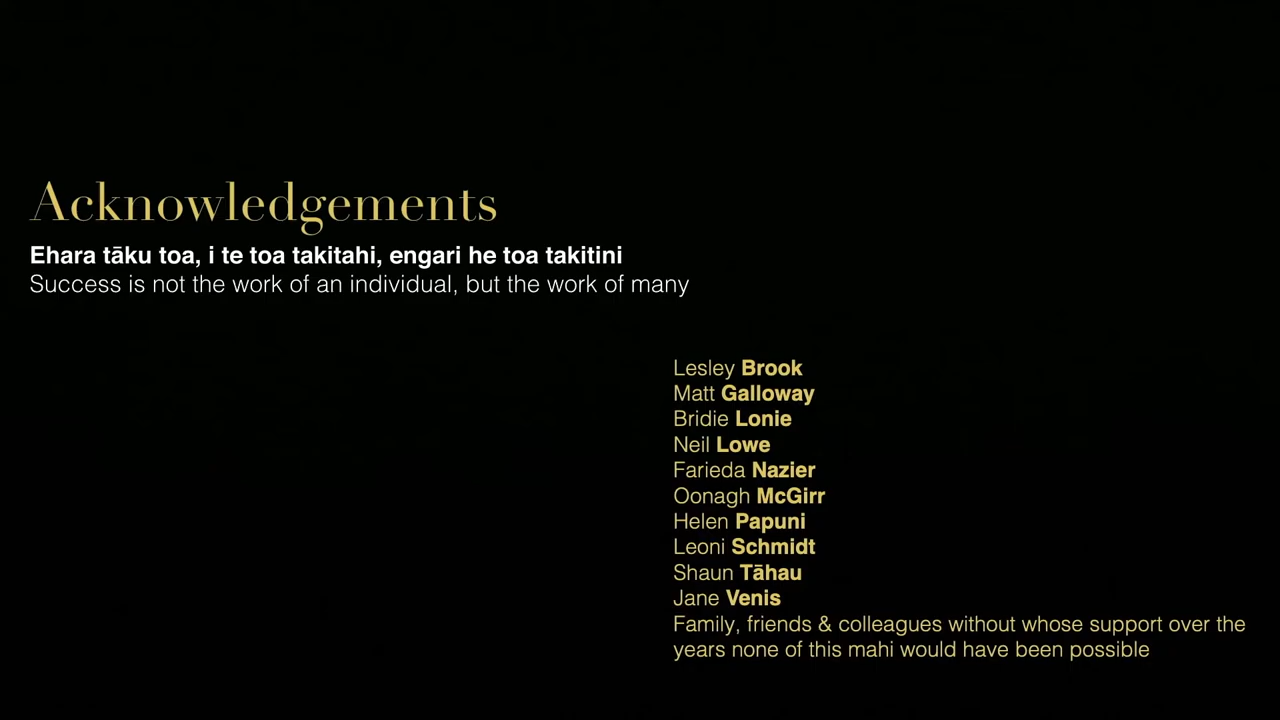 Acknowledgements
Ehara tāku toa, i te toa takitahi, engari he toa takitini
Success is not the work of an individual, but the work of many
Lesley Brook
Matt Galloway
Bridie Lonie
Neil Lowe
Farieda Nazier
Oonagh McGirr
Helen Papuni
Leoni Schmidt
Shaun Tāhau
Jane Venis
Family, friends & colleagues without whose support over the
years none of this mahi would have been possible